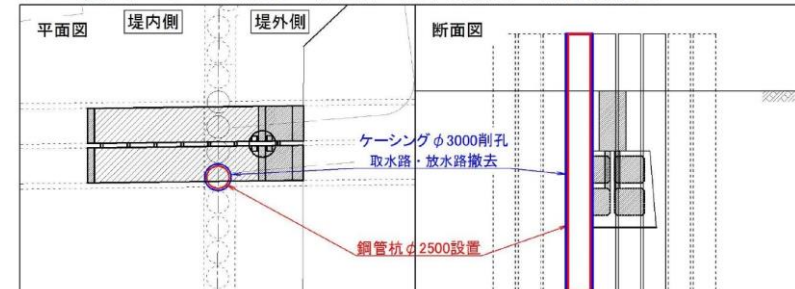 平面図
堤内側
堤外側
断面図
ケーシングφ3000削孔
取水路・放水路撤去
鋼管杭φ2500設置